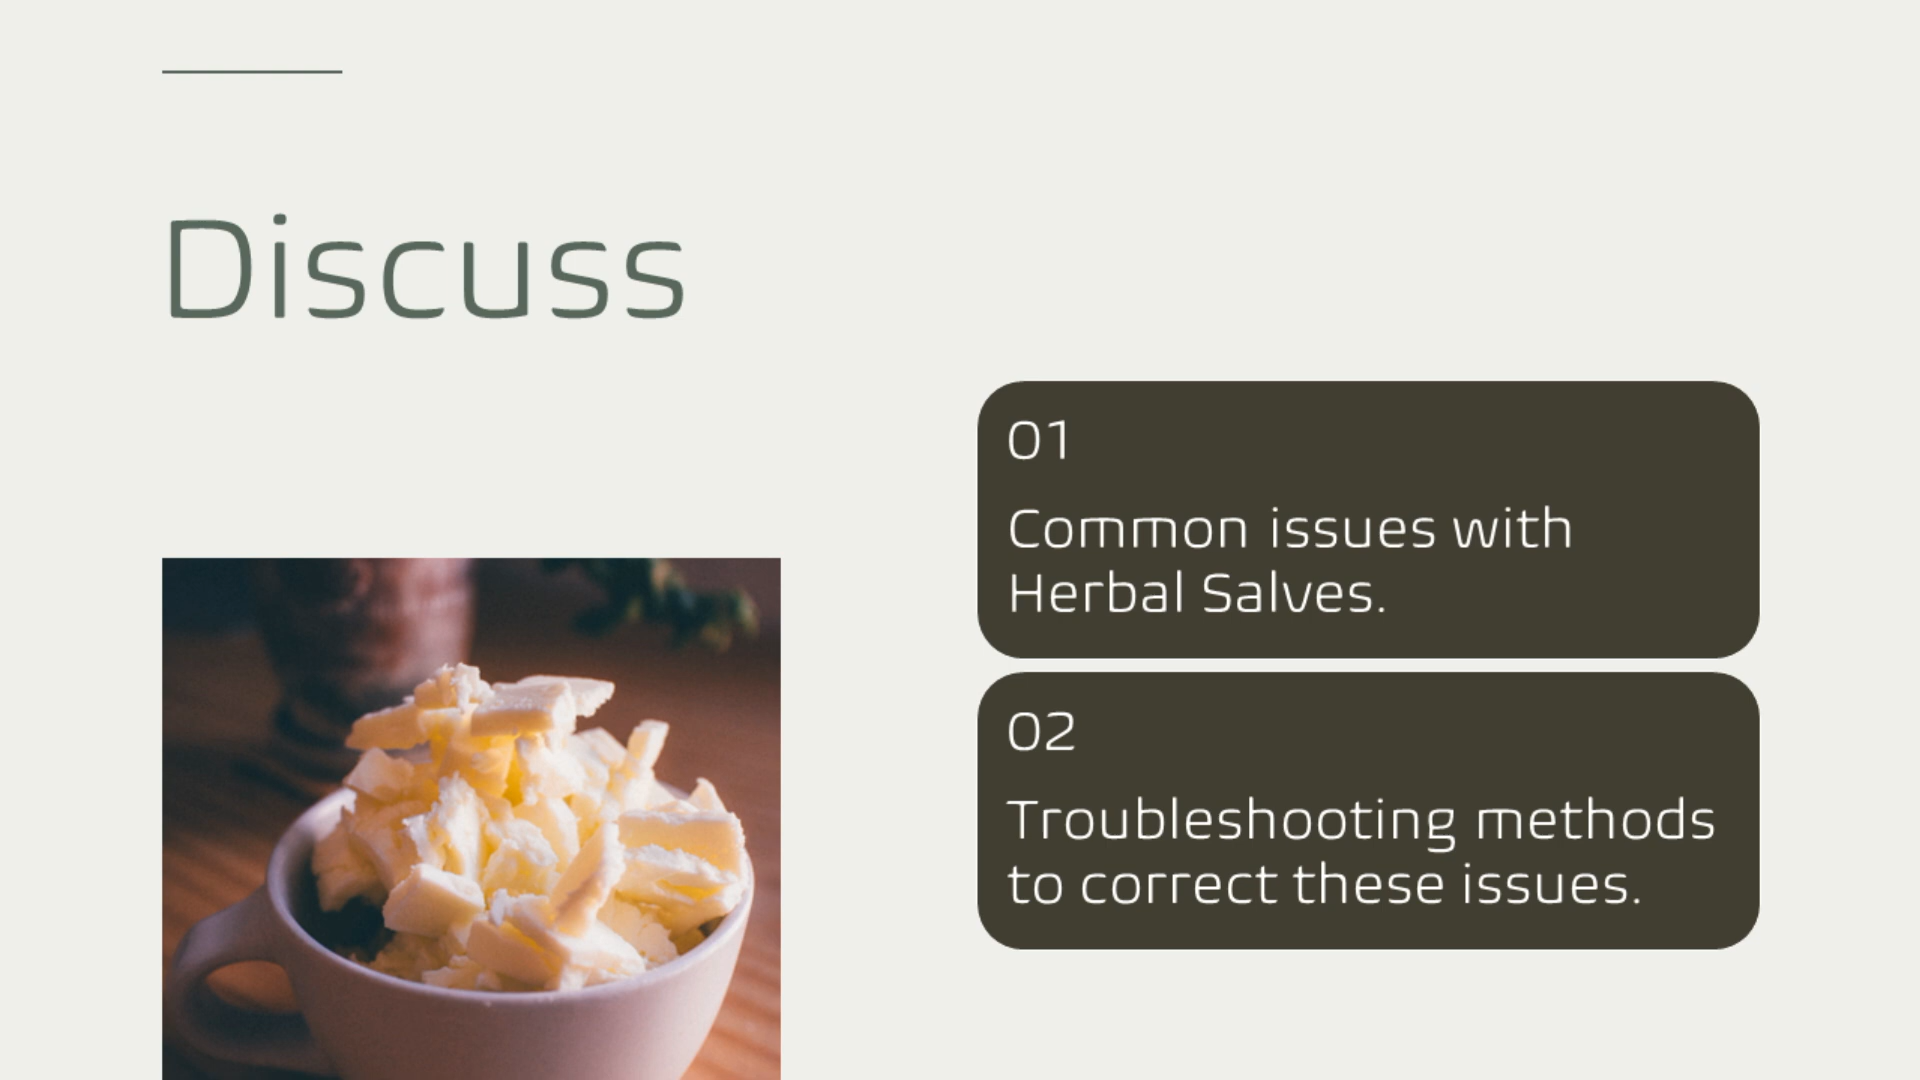 Discuss
01
Common issues with
Herbal Salves.
02
Troubleshooting methods
to correct these issues.